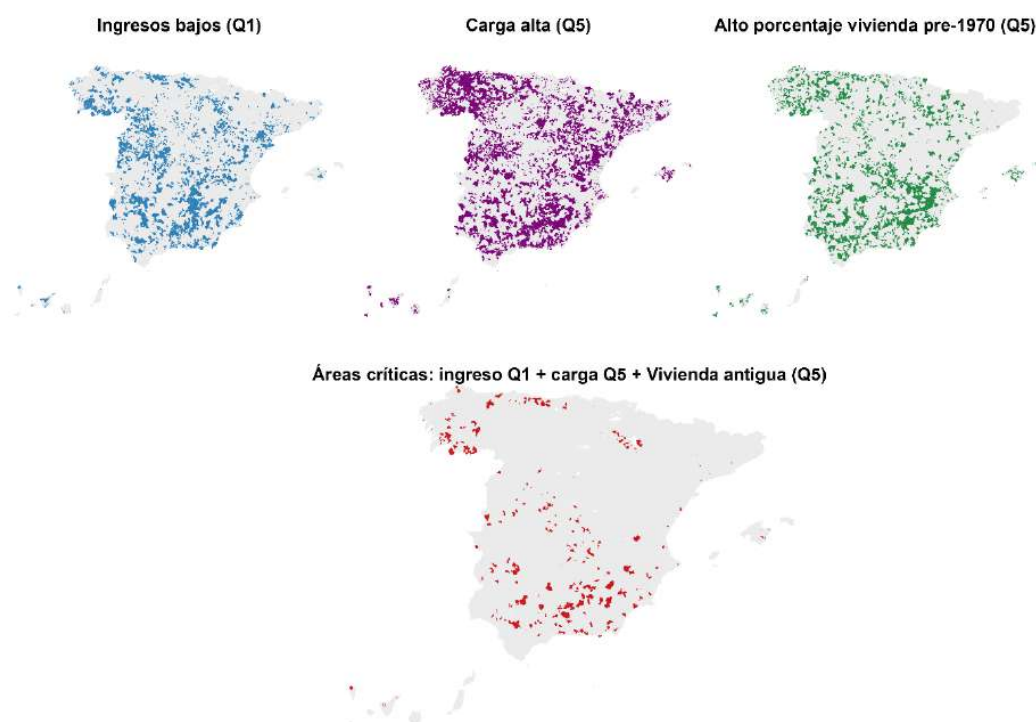 Ingresos bajos (Q1)
Carga alta (Q5)
Alto porcentaje vivienda pre-1970 (Q5)
Áreas críticas: ingreso Q1 + carga Q5 + Vivienda antigua (Q5)